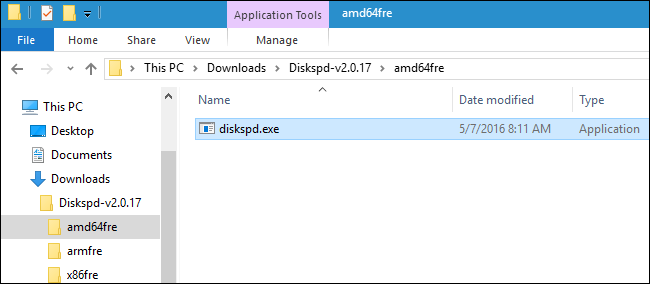 Application Tools amd64fre
File Home Share View Manage
This PC Downloads Diskspd-v2.0.17 amd64fre
Name Date modified Type
This PC
diskspd.exe 5/7/2016 8:11 AM Application
Desktop
Documents
Downloads
Diskspd-v2.0.17
amd64fre
armfre
x86fre